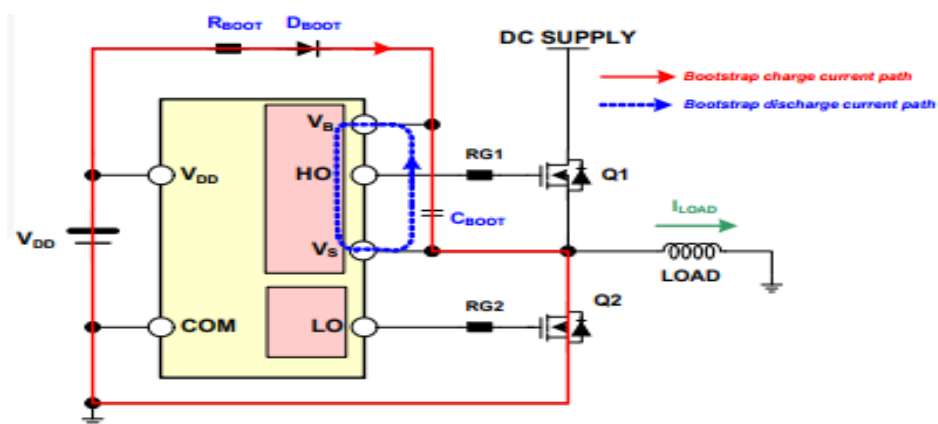 RBOOT DBOOT
DC SUPPLY
Bootstrap charge current path
Bootstrap discharge current path
VB
RG1
VDD
HO
Q1
ILOAD
CBOOT
VDD
VS
LOAD
Q2
RG2
COM
LO